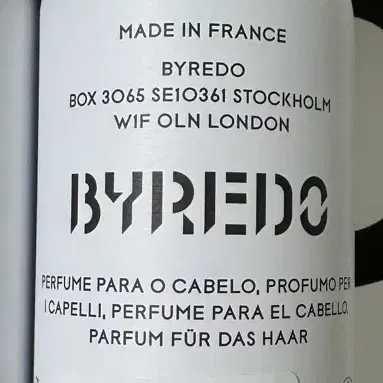 MADE IN FRANCE
BYREDO
BOX 3065 SE10361 STOCKHOLM
W1F OLN LONDON
BYREDO
PERFUME PARA O CABELO, PROFUMO PER
I CAPELLI, PERFUME PARA EL CABELLO,
PARFUM FÜR DAS HAAR